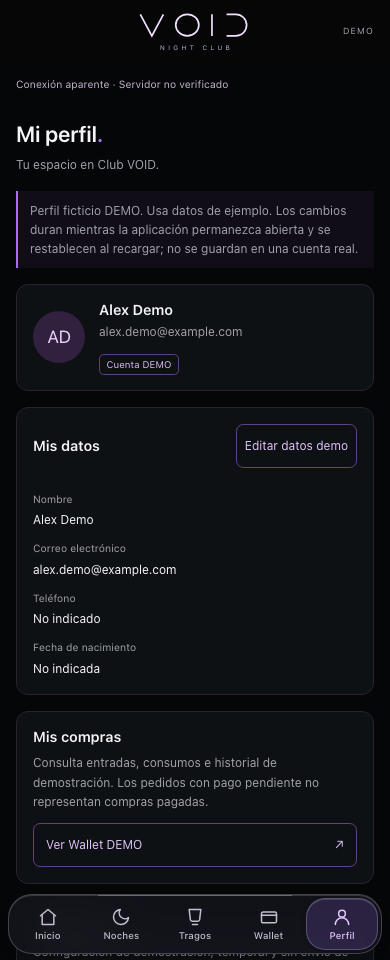 VOID
NIGHT CLUB
DEMO
Conexión aparente · Servidor no verificado
Mi perfil.
Tu espacio en Club VOID.
Perfil ficticio DEMO. Usa datos de ejemplo. Los cambios
duran mientras la aplicación permanezca abierta y se
restablecen al recargar; no se guardan en una cuenta real.
AD
Alex Demo
alex.demo@example.com
Cuenta DEMO
Mis datos
Editar datos demo
Nombre
Alex Demo
Correo electrónico
alex.demo@example.com
Teléfono
No indicado
Fecha de nacimiento
No indicada
Mis compras
Consulta entradas, consumos e historial de
demostración. Los pedidos con pago pendiente no
representan compras pagadas.
Ver Wallet DEMO ↗
Inicio
Noches
Tragos
Wallet
Perfil